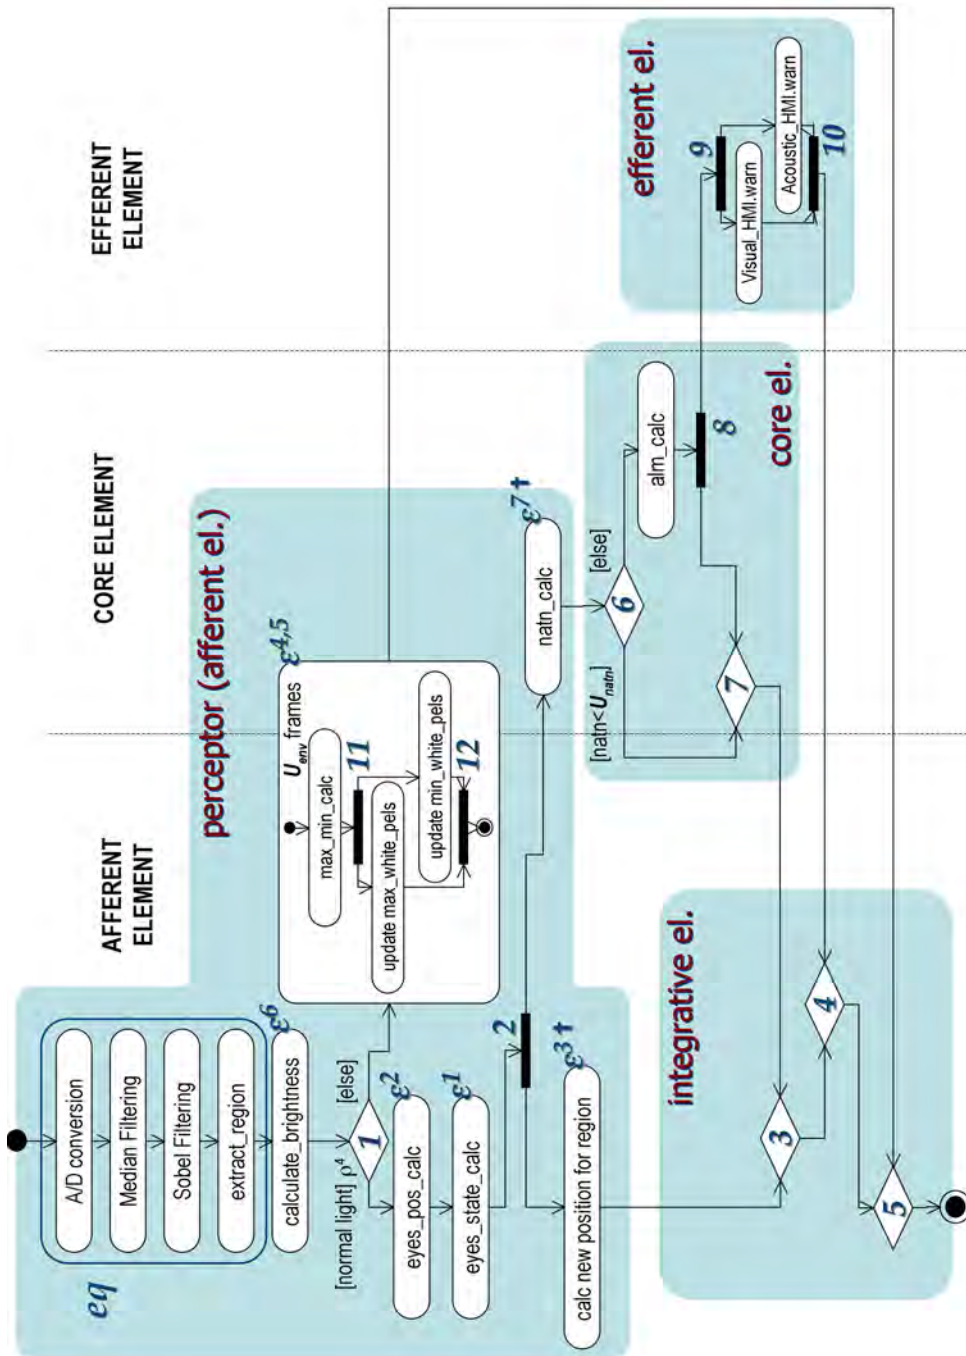 AFFERENT
ELEMENT
CORE ELEMENT
EFFERENT
ELEMENT
eq
A/D conversion
Median Filtering
Sobel Filtering
extract_region
calculate_brightness
ε⁶
perceptor (afferent el.)
[normal light] ρ⁴
1
[else]
eyes_pos_calc
ε²
eyes_state_calc
ε¹
U_env frames
ε⁴,⁵
max_min_calc
11
update max_white_pels
update min_white_pels
12
2
calc new position for region
ε³†
natn_calc
ε⁷†
[natn<U_natn]
6
[else]
alm_calc
8
7
core el.
efferent el.
9
Visual_HMI.warn
Acoustic_HMI.warn
10
integrative el.
3
4
5